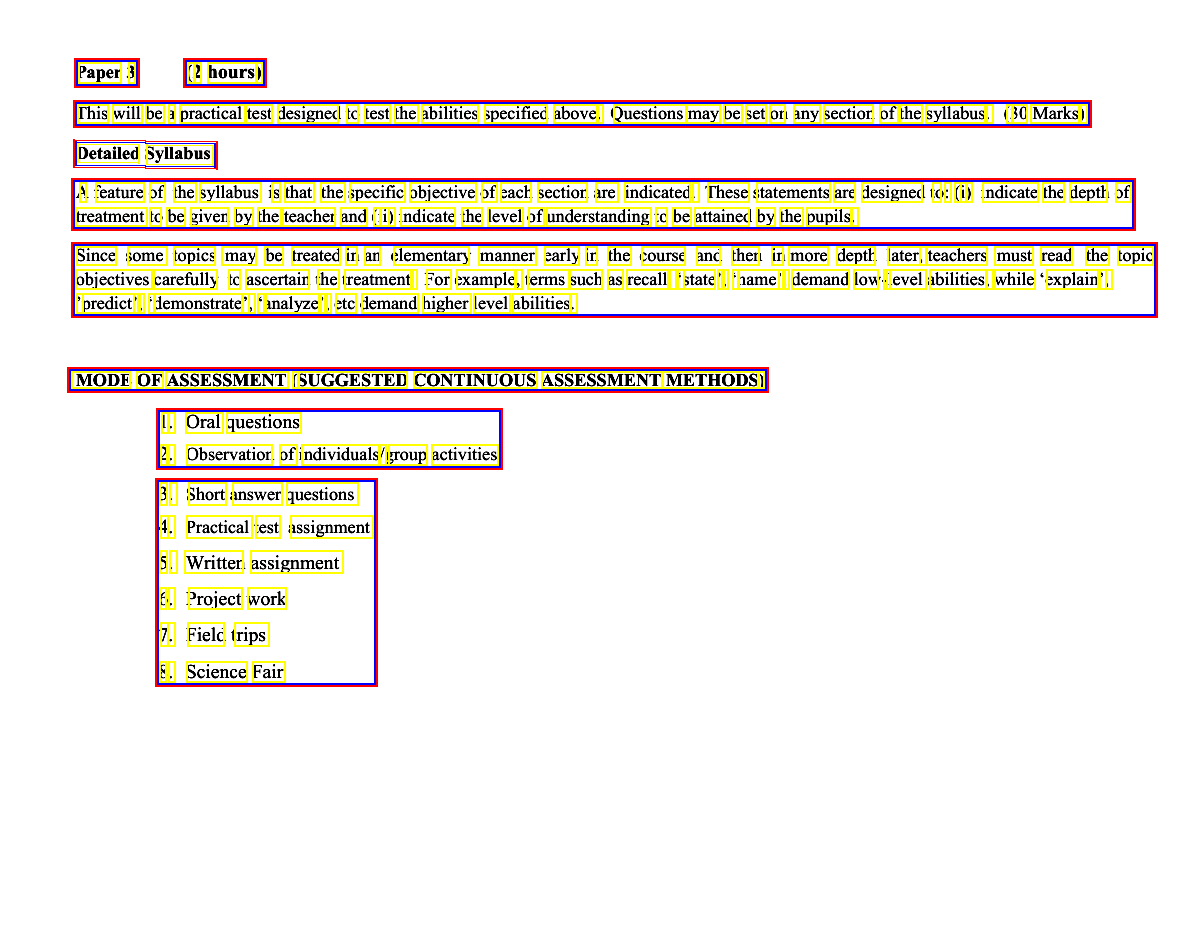 Paper 3 (2 hours)
This will be a practical test designed to test the abilities specified above. Questions may be set on any section of the syllabus. (30 Marks)
Detailed Syllabus
A feature of the syllabus is that the specific objective of each section are indicated. These statements are designed to: (i) indicate the depth of
treatment to be given by the teacher and (ii) indicate the level of understanding to be attained by the pupils.
Since some topics may be treated in an elementary manner early in the course and then in more depth later, teachers must read the topic
objectives carefully to ascertain the treatment. For example, terms such as recall, ‘state’, ‘name’ demand low-level abilities, while ‘explain’,
’predict’, ‘demonstrate’, ‘analyze’, etc demand higher level abilities.
MODE OF ASSESSMENT (SUGGESTED CONTINUOUS ASSESSMENT METHODS)
1. Oral questions
2. Observation of individuals/group activities
3. Short answer questions
4. Practical test assignment
5. Written assignment
6. Project work
7. Field trips
8. Science Fair